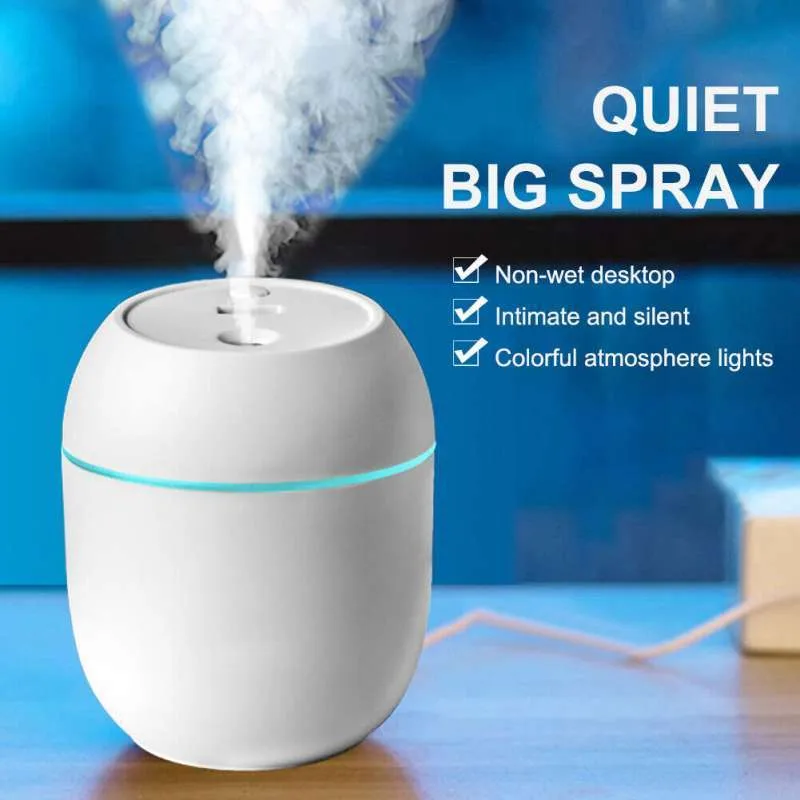 QUIET
BIG SPRAY
Non-wet desktop
Intimate and silent
Colorful atmosphere lights